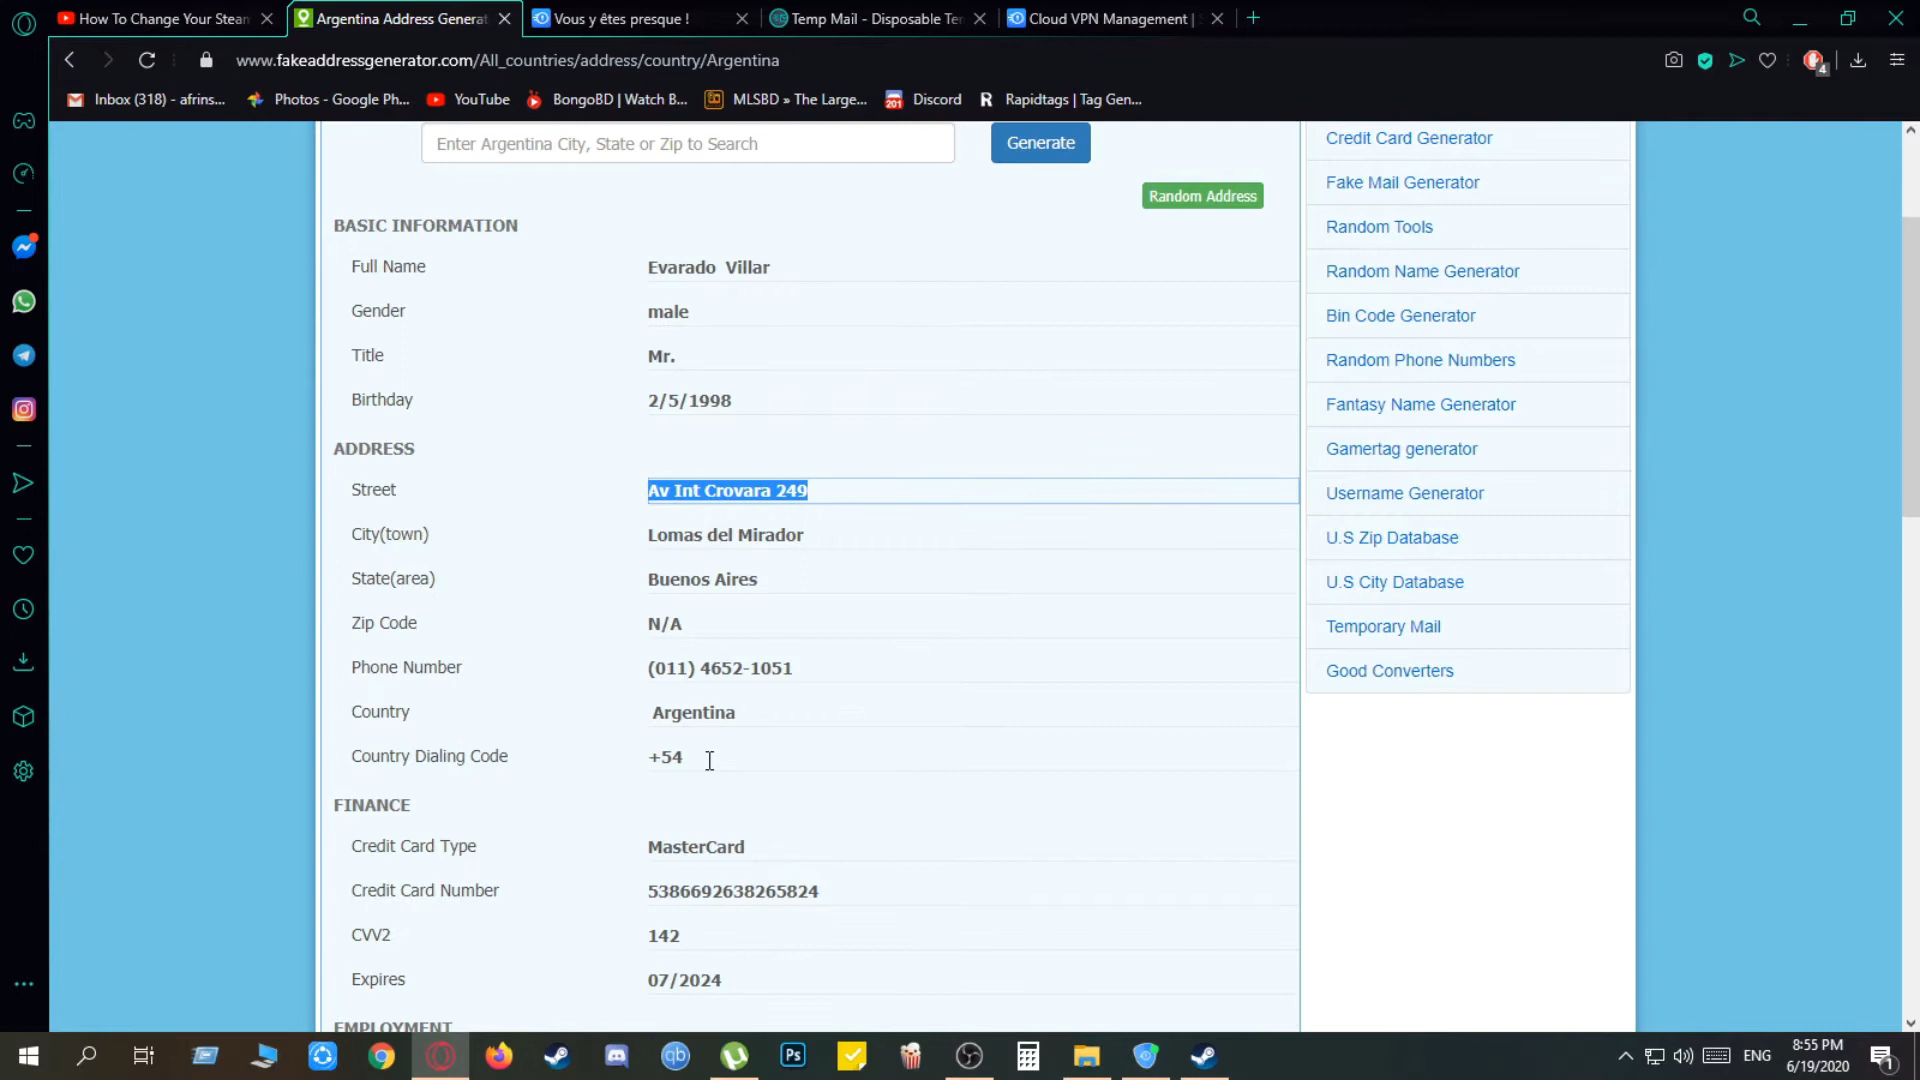 How To Change Your Stean
Argentina Address Generat
Vous y êtes presque !
Temp Mail - Disposable Te
Cloud VPN Management |
www.fakeaddressgenerator.com/All_countries/address/country/Argentina
4
Inbox (318) - afrins...
Photos - Google Ph...
YouTube
BongoBD | Watch B...
MLSBD » The Large...
201
Discord
R
Rapidtags | Tag Gen...
Enter Argentina City, State or Zip to Search
Generate
Random Address
BASIC INFORMATION
Full Name Evarado Villar
Gender male
Title Mr.
Birthday 2/5/1998
ADDRESS
Street Av Int Crovara 249
City(town) Lomas del Mirador
State(area) Buenos Aires
Zip Code N/A
Phone Number (011) 4652-1051
Country Argentina
Country Dialing Code +54
FINANCE
Credit Card Type MasterCard
Credit Card Number 5386692638265824
CVV2 142
Expires 07/2024
EMPLOYMENT
Credit Card Generator
Fake Mail Generator
Random Tools
Random Name Generator
Bin Code Generator
Random Phone Numbers
Fantasy Name Generator
Gamertag generator
Username Generator
U.S Zip Database
U.S City Database
Temporary Mail
Good Converters
qb
Ps
ENG
8:55 PM
6/19/2020
1